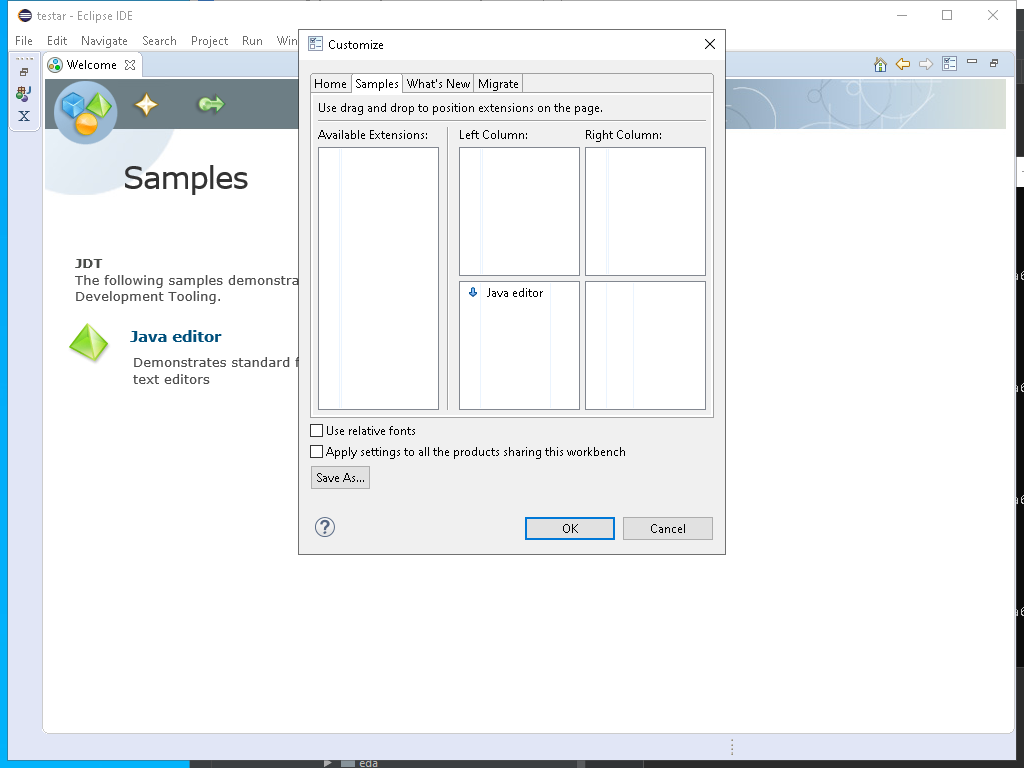 testar - Eclipse IDE
File Edit Navigate Search Project Run Win
Welcome
Samples
JDT
The following samples demonstra
Development Tooling.
Java editor
Demonstrates standard f
text editors
Customize
Home Samples What's New Migrate
Use drag and drop to position extensions on the page.
Available Extensions: Left Column: Right Column:
Java editor
Use relative fonts
Apply settings to all the products sharing this workbench
Save As...
? OK Cancel
eda